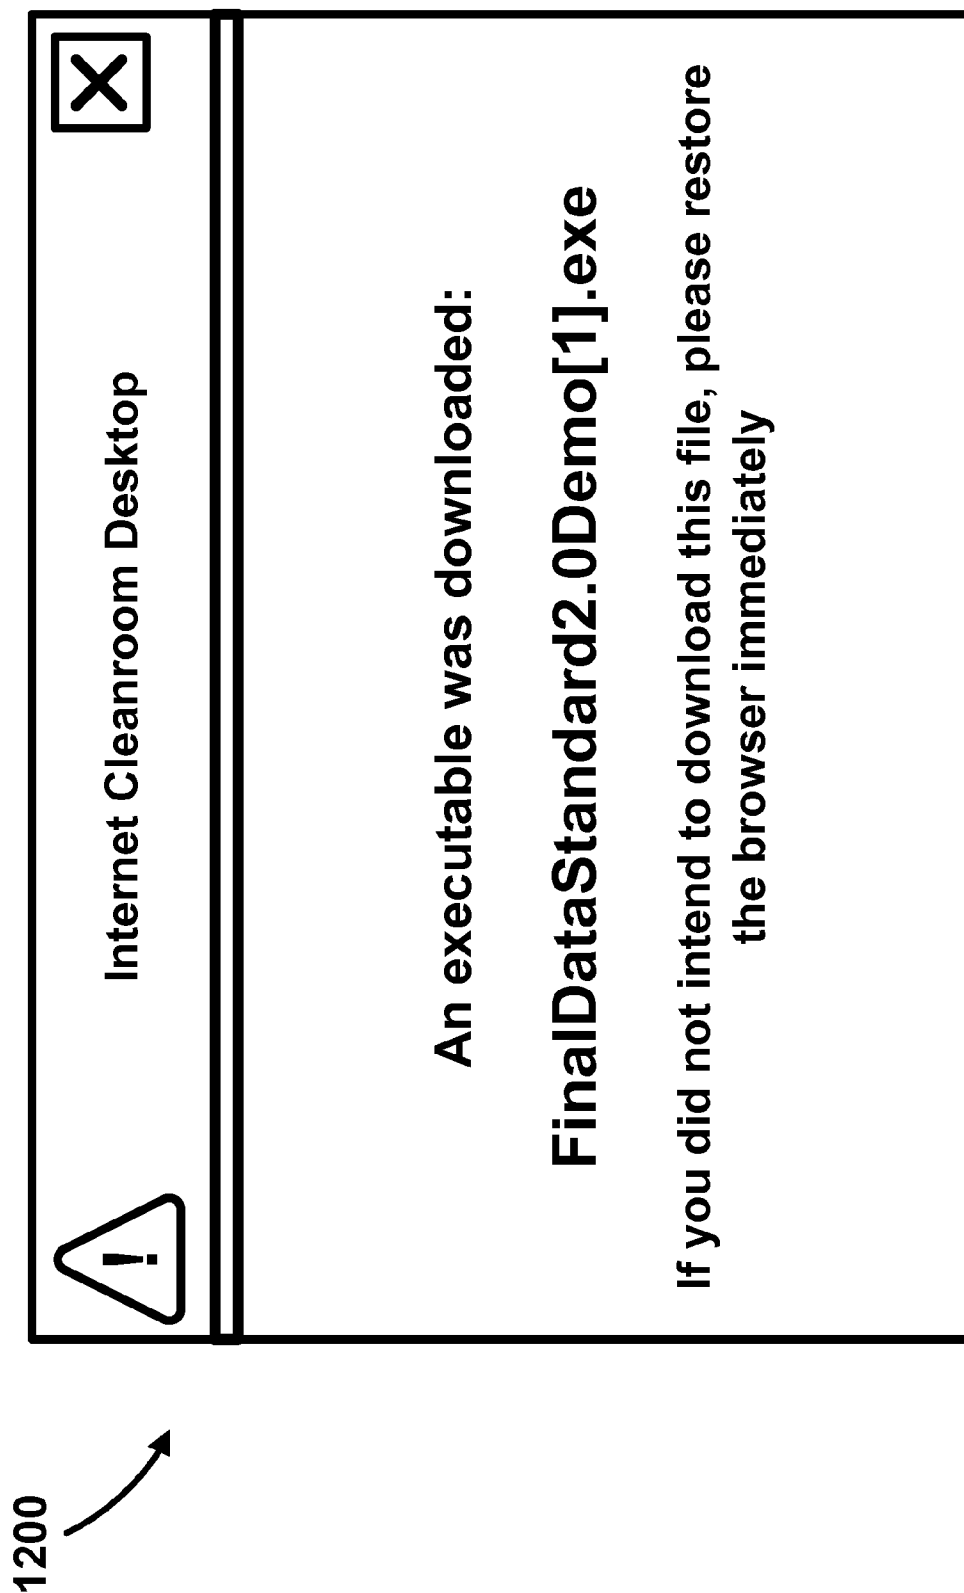 1200
Internet Cleanroom Desktop
An executable was downloaded:
FinalDataStandard2.0Demo[1].exe
If you did not intend to download this file, please restore
the browser immediately